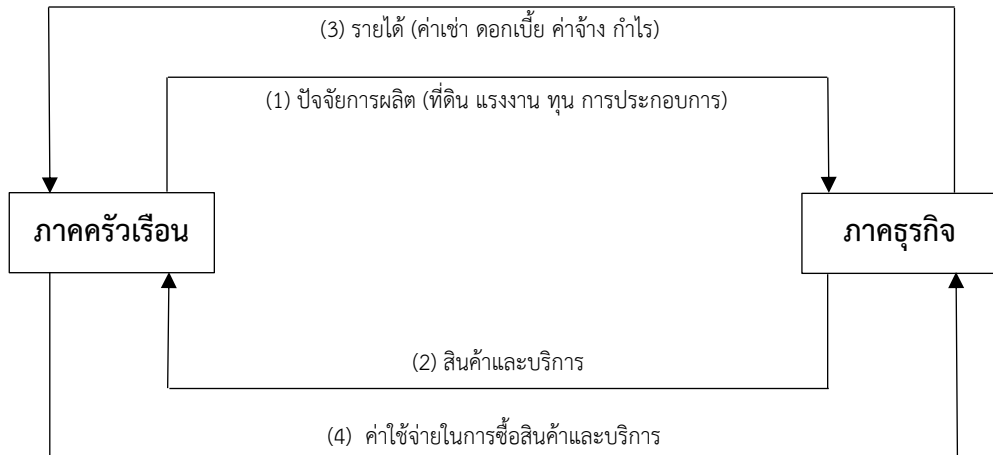 (3) รายได้ (ค่าเช่า ดอกเบี้ย ค่าจ้าง กำไร)
(1) ปัจจัยการผลิต (ที่ดิน แรงงาน ทุน การประกอบการ)
ภาคครัวเรือน
ภาคธุรกิจ
(2) สินค้าและบริการ
(4) ค่าใช้จ่ายในการซื้อสินค้าและบริการ